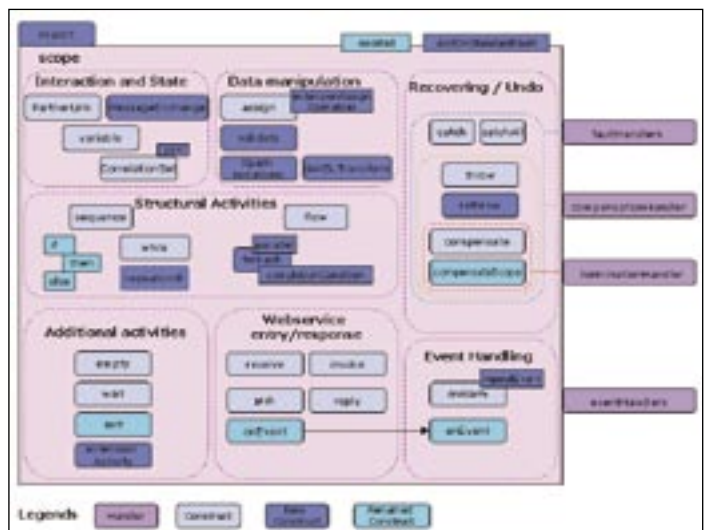 scope
Interaction and State
Data manipulation
Recovering / Undo
PartnerLink
messageExchange
assign
variable
CorrelationSet
validate
catch
catchAll
faultHandlers
throw
rethrow
compensationHandler
compensate
compensateScope
terminationHandler
Structural Activities
sequence
flow
if
then
else
while
repeatUntil
parallel
forEach
completionCondition
Additional activities
empty
wait
exit
extension
Activity
Webservice
entry/response
receive
invoke
pick
reply
onEvent
Event Handling
onAlarm
repeatEvery
onEvent
eventHandlers
Legends
Handler
Construct
New
Construct
Renamed
Construct